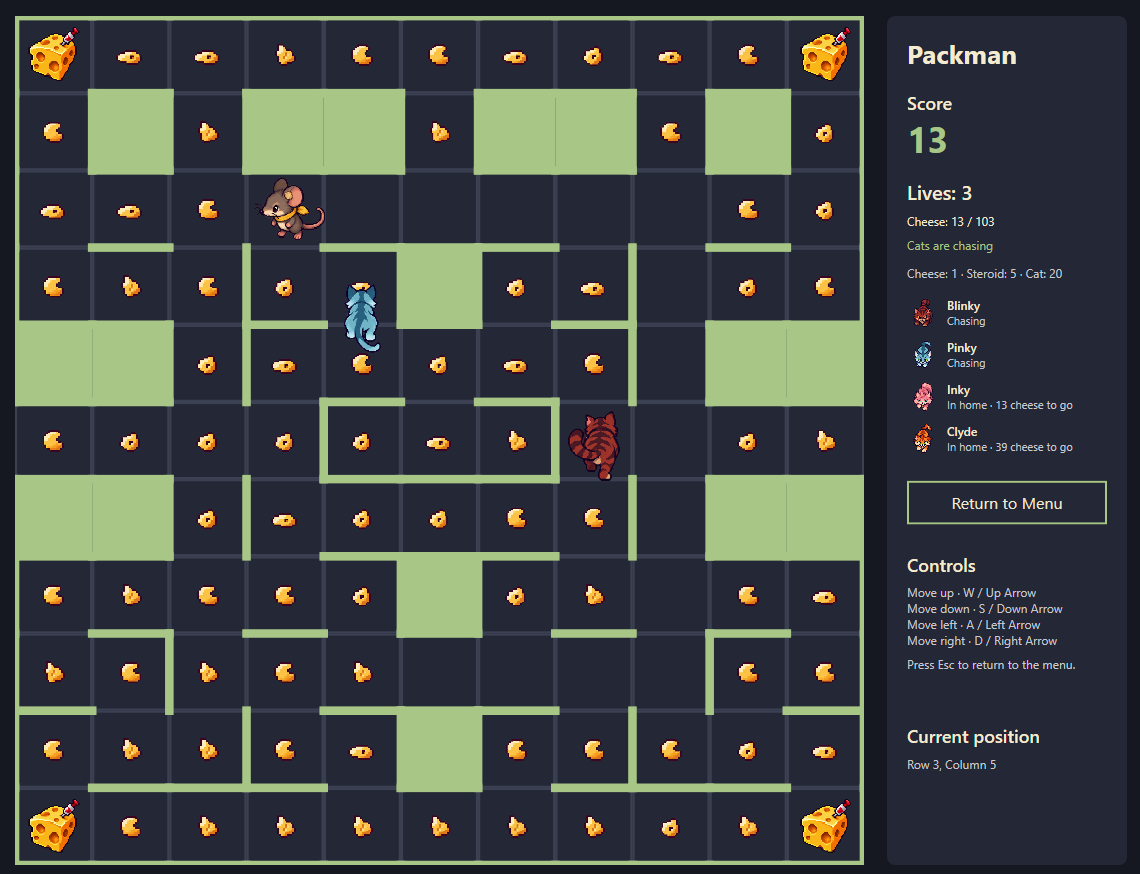 Packman
Score
13
Lives: 3
Cheese: 13 / 103
Cats are chasing
Cheese: 1 · Steroid: 5 · Cat: 20
Blinky
Chasing
Pinky
Chasing
Inky
In home · 13 cheese to go
Clyde
In home · 39 cheese to go
Return to Menu
Controls
Move up · W / Up Arrow
Move down · S / Down Arrow
Move left · A / Left Arrow
Move right · D / Right Arrow
Press Esc to return to the menu.
Current position
Row 3, Column 5